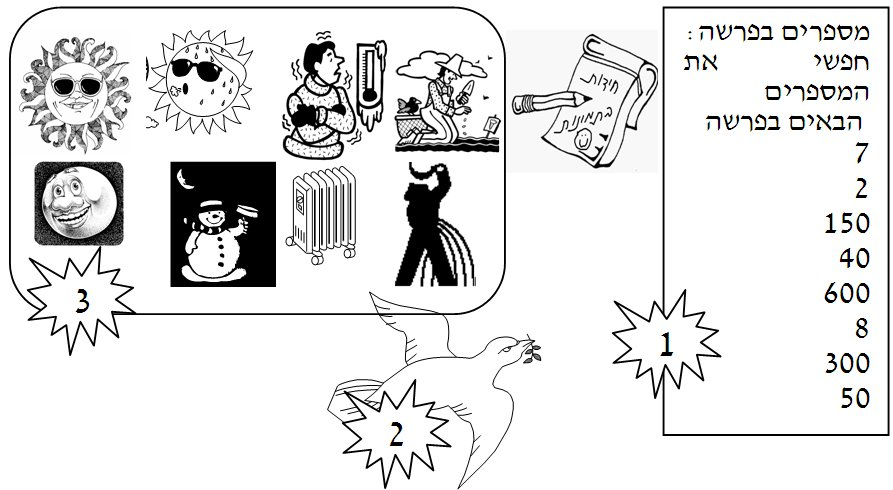 מספרים בפרשה:
חפשי את
המספרים
הבאים בפרשה
7
2
150
40
600
8
300
50
1
חידות
בתמונות
2
3